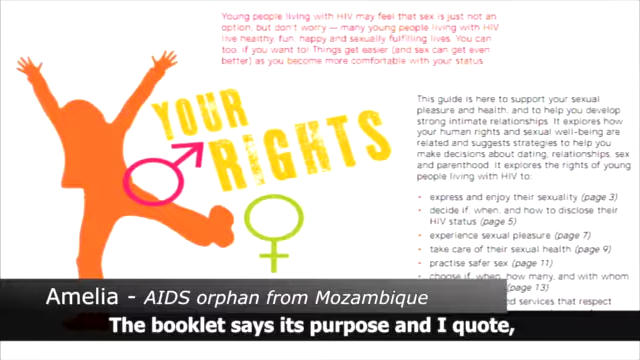 Young people living with HIV may feel that sex is just not an
option, but don't worry — many young people living with HIV
live healthy, fun, happy and sexually fulfilling lives. You can
too, if you want to! Things get easier (and sex can get even
better) as you become more comfortable with your status
YOUR
RIGHTS
This guide is here to support your sexual
pleasure and health, and to help you develop
strong intimate relationships. It explores how
your human rights and sexual well-being are
related and suggests strategies to help you
make decisions about dating, relationships, sex
and parenthood. It explores the rights of young
people living with HIV to:
• express and enjoy their sexuality (page 3)
• decide if, when, and how to disclose their
HIV status (page 5)
• experience sexual pleasure (page 7)
• take care of their sexual health (page 9)
• practise safer sex (page 11)
• choose if, when, how many, and with whom
(page 13)
and services that respect
Amelia - AIDS orphan from Mozambique
The booklet says its purpose and I quote,